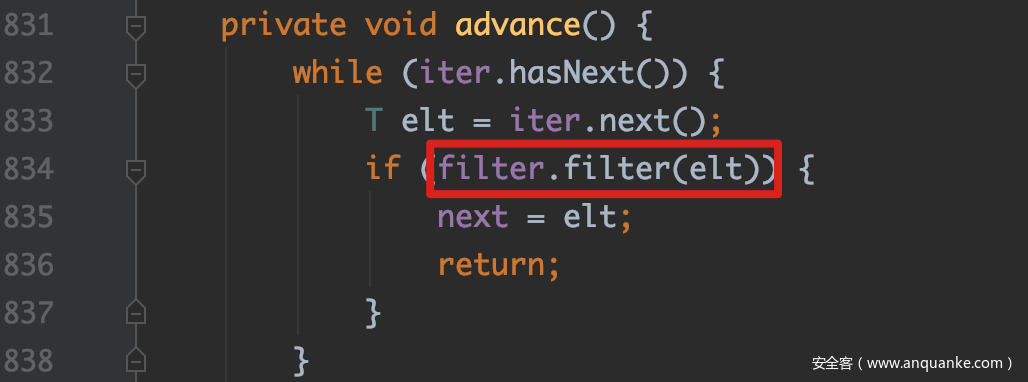 831 private void advance() {
832 while (iter.hasNext()) {
833 T elt = iter.next();
834 if (filter.filter(elt)) {
835 next = elt;
836 return;
837 }
838 }
安全客（www.anquanke.com）